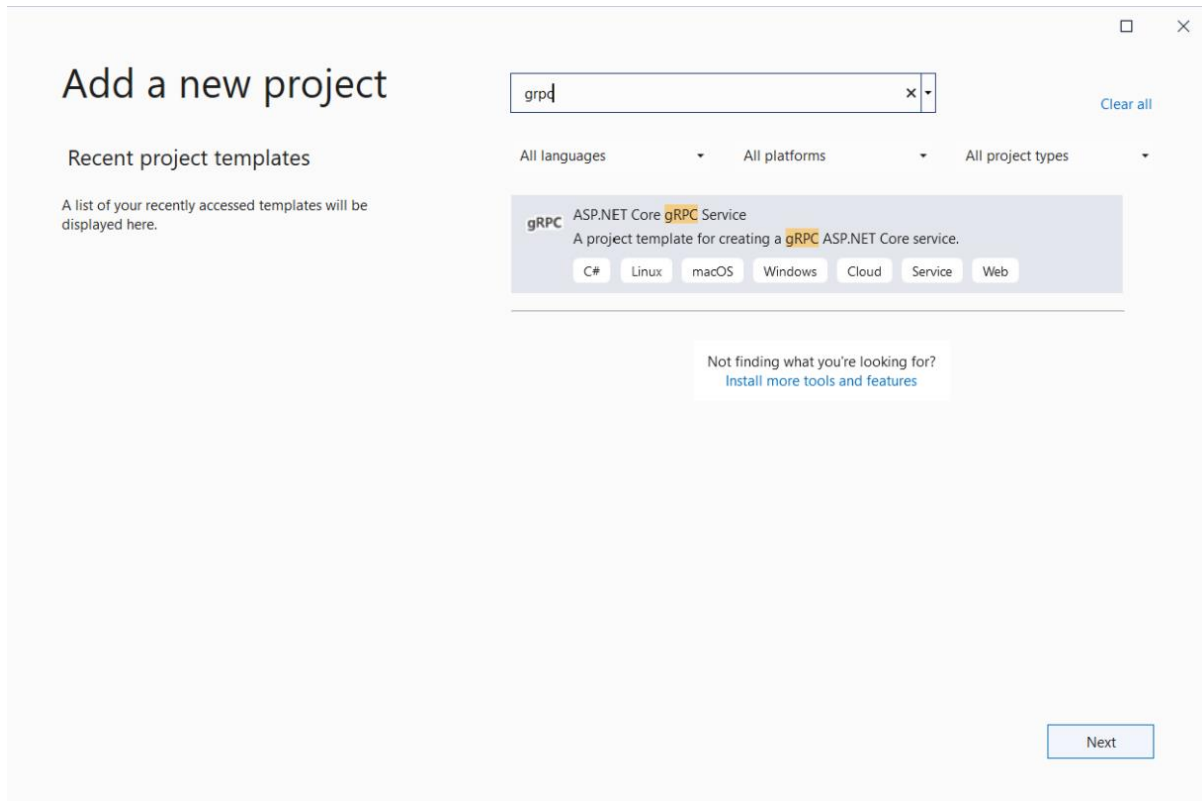 Add a new project
grpc
Clear all
Recent project templates
All languages
All platforms
All project types
A list of your recently accessed templates will be
displayed here.
gRPC
ASP.NET Core gRPC Service
A project template for creating a gRPC ASP.NET Core service.
C# Linux macOS Windows Cloud Service Web
Not finding what you're looking for?
Install more tools and features
Next